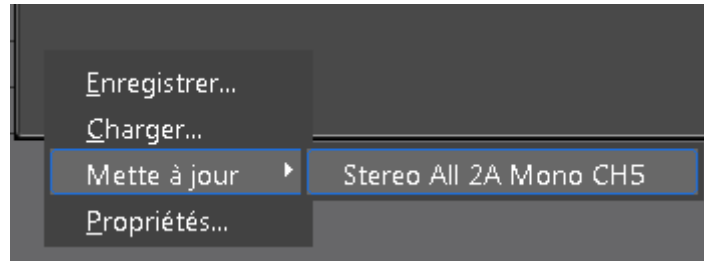 Enregistrer...
Charger...
Mette à jour
Stereo All 2A Mono CH5
Propriétés...